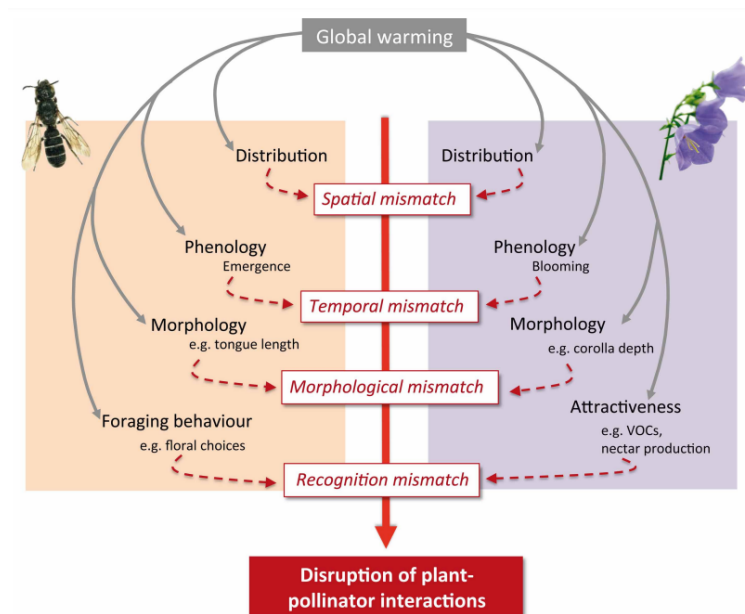 Global warming
Distribution
Distribution
Spatial mismatch
Phenology
Emergence
Phenology
Blooming
Temporal mismatch
Morphology
e.g. tongue length
Morphology
e.g. corolla depth
Morphological mismatch
Foraging behaviour
e.g. floral choices
Attractiveness
e.g. VOCs,
nectar production
Recognition mismatch
Disruption of plant-
pollinator interactions